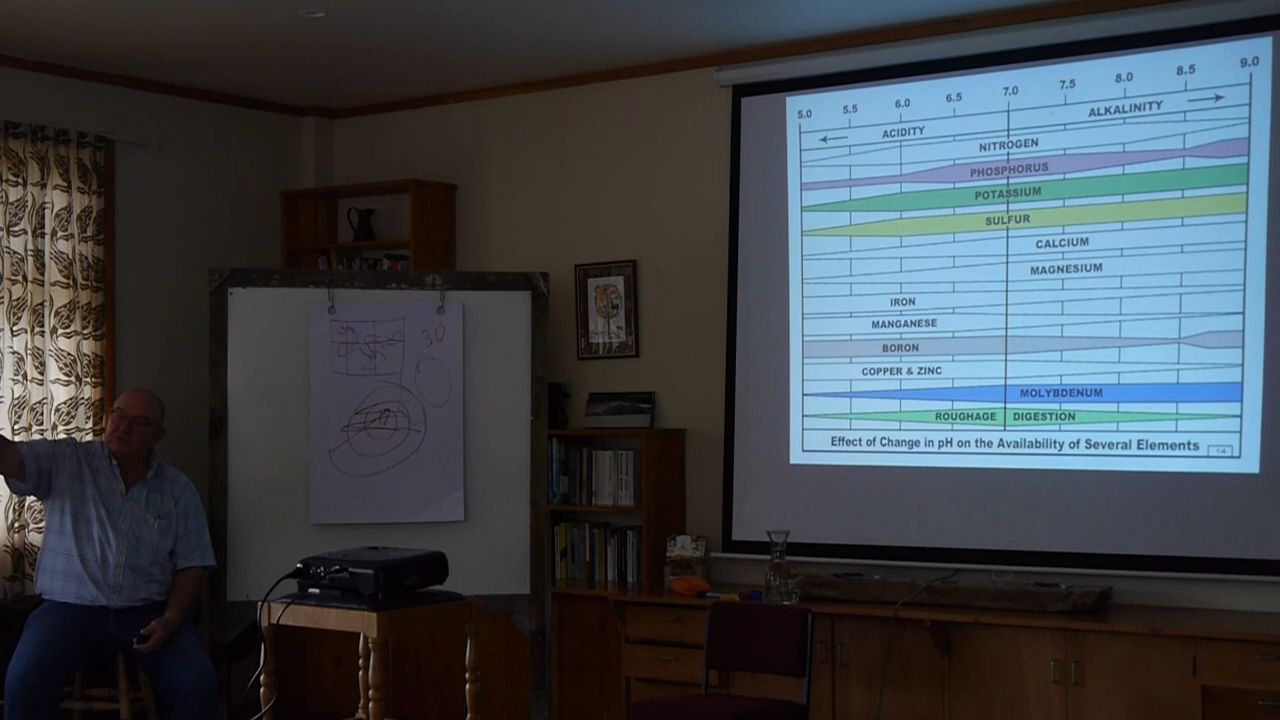 30
5.0 5.5 6.0 6.5 7.0 7.5 8.0 8.5 9.0
ACIDITY ALKALINITY
NITROGEN
PHOSPHORUS
POTASSIUM
SULFUR
CALCIUM
MAGNESIUM
IRON
MANGANESE
BORON
COPPER & ZINC
MOLYBDENUM
ROUGHAGE DIGESTION
Effect of Change in pH on the Availability of Several Elements
14